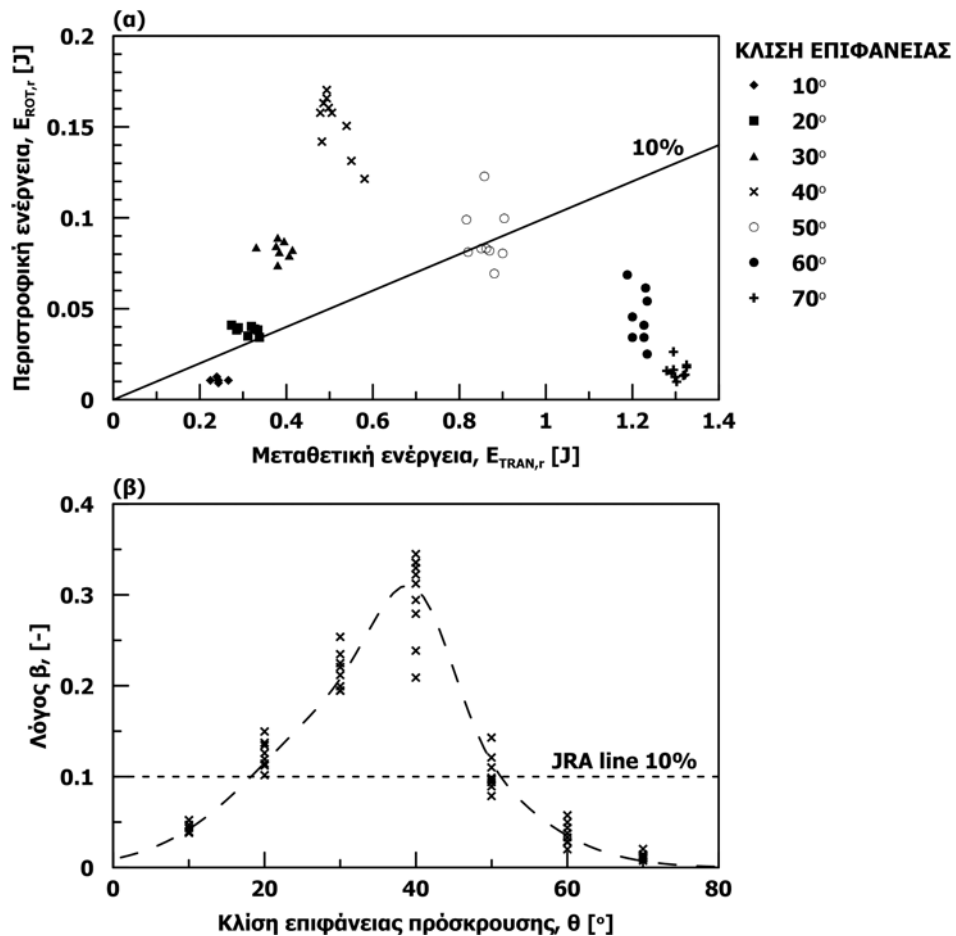 (α)
0.2
0.15
0.1
0.05
0
Περιστροφική ενέργεια, E_ROT,r [J]
10%
0 0.2 0.4 0.6 0.8 1 1.2 1.4
Μεταθετική ενέργεια, E_TRAN,r [J]
ΚΛΙΣΗ ΕΠΙΦΑΝΕΙΑΣ
10°
20°
30°
40°
50°
60°
70°
(β)
0.4
0.3
0.2
0.1
0
Λόγος β, [-]
JRA line 10%
0 20 40 60 80
Κλίση επιφάνειας πρόσκρουσης, θ [°]